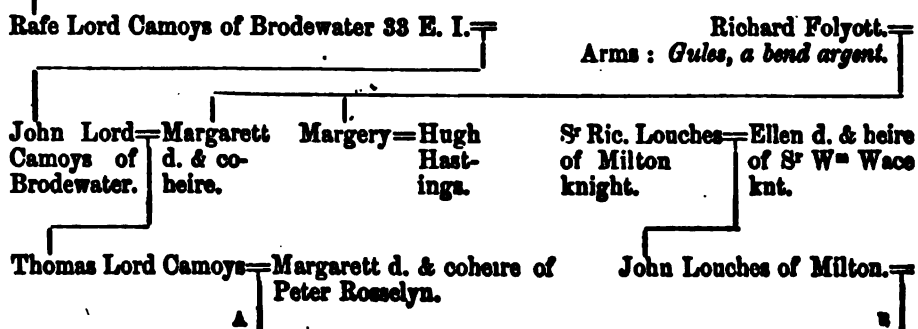 Rafe Lord Camoys of Brodewater 33 E. I.=
Richard Folyott.=
Arms : Gules, a bend argent.
John Lord=Margarett
Camoys of d. & co-
Brodewater. heire.
Margery=Hugh
Hast-
ings.
Sr Ric. Louches=Ellen d. & heire
of Milton of Sr Wm Wace
knight. knt.
Thomas Lord Camoys=Margarett d. & coheire of
Peter Rosselyn.
John Louches of Milton.=
A
B